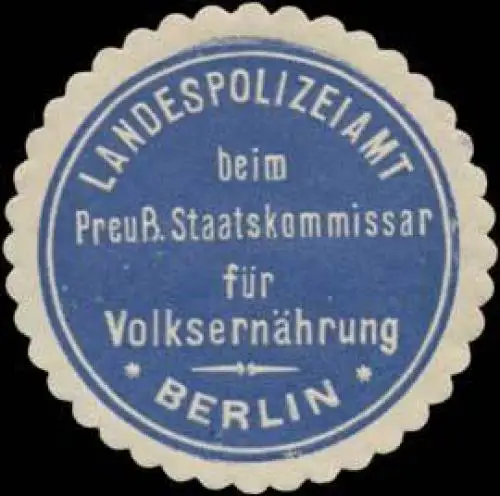 LANDESPOLIZEIAMT
beim
Preuß. Staatskommissar
für
Volksernährung
* BERLIN *